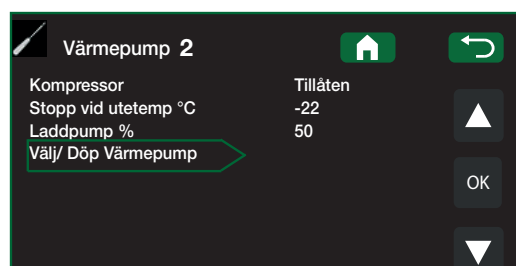 Värmepump 2
Kompressor Tillåten
Stopp vid utetemp °C -22
Laddpump % 50
Välj/ Döp Värmepump
OK